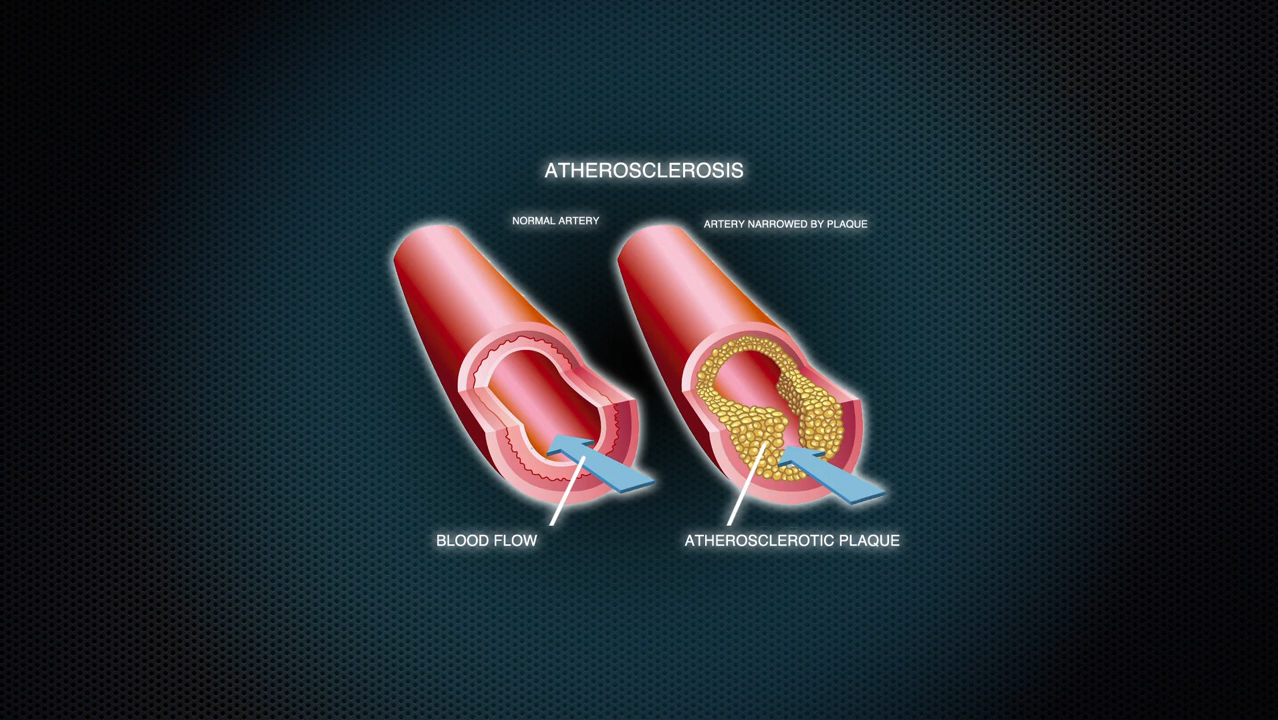 ATHEROSCLEROSIS
NORMAL ARTERY
ARTERY NARROWED BY PLAQUE
BLOOD FLOW
ATHEROSCLEROTIC PLAQUE